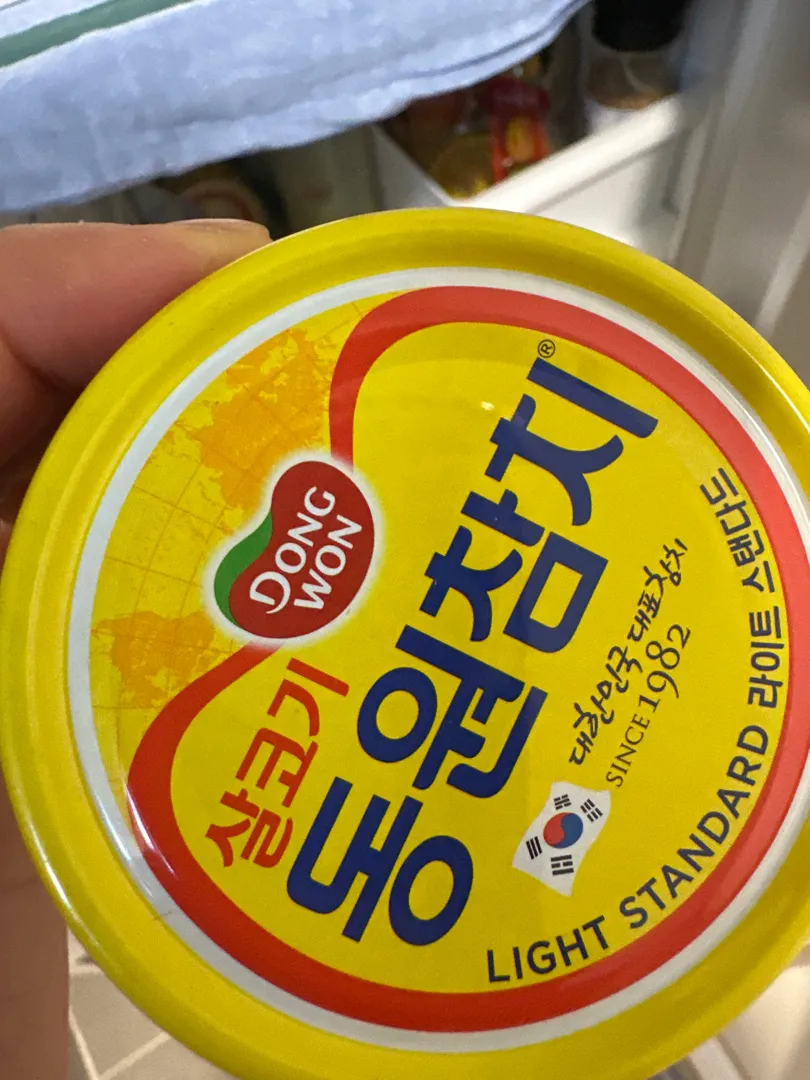 DONG
WON
살코기
동원참치®
대한민국 대표참치
SINCE 1982
LIGHT STANDARD 라이트 스탠다드